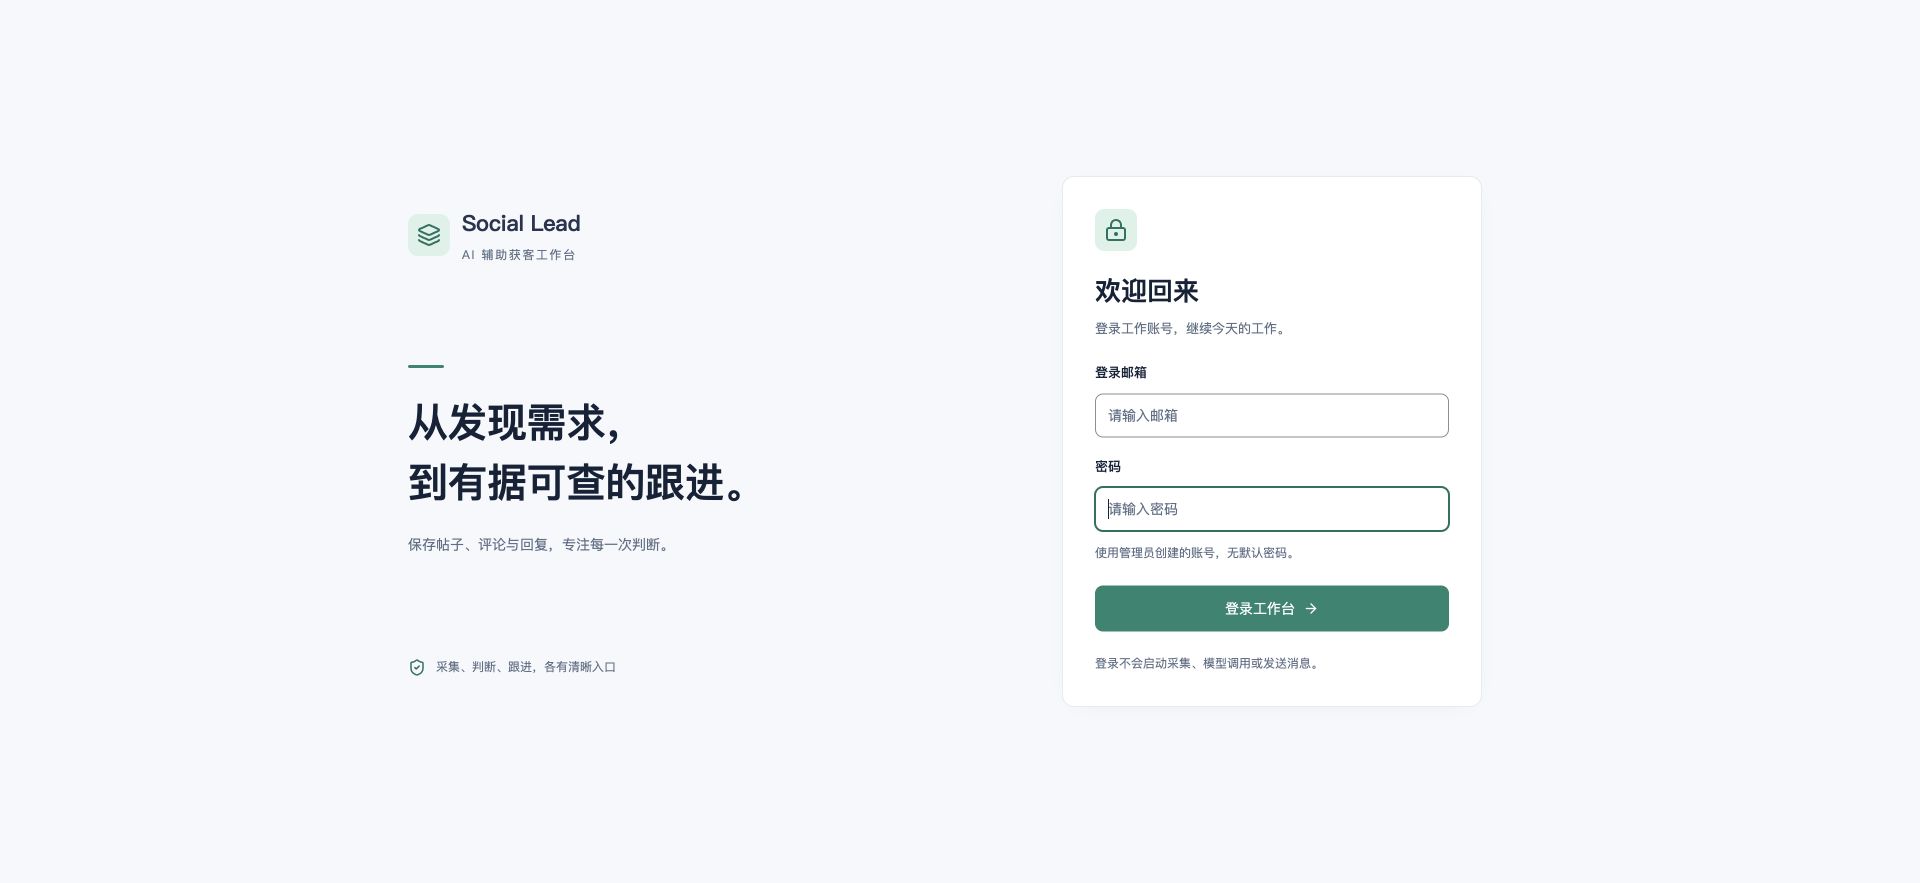 Social Lead
AI 辅助获客工作台
从发现需求，
到有据可查的跟进。
保存帖子、评论与回复，专注每一次判断。
采集、判断、跟进，各有清晰入口
欢迎回来
登录工作账号，继续今天的工作。
登录邮箱
请输入邮箱
密码
请输入密码
使用管理员创建的账号，无默认密码。
登录工作台 →
登录不会启动采集、模型调用或发送消息。